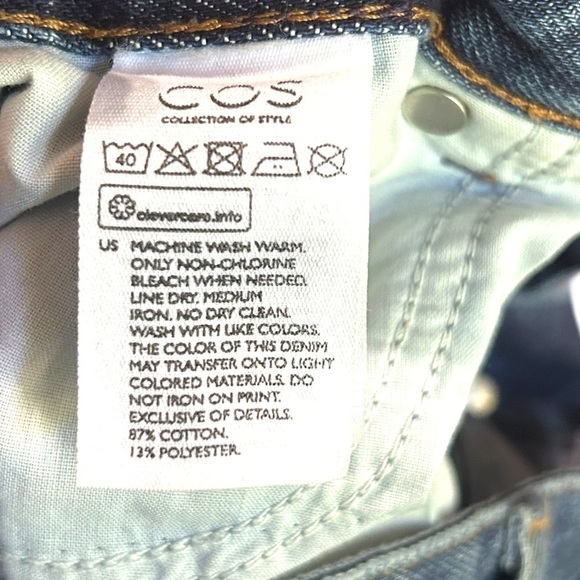 COS
COLLECTION OF STYLE
40
clevercare.info
US MACHINE WASH WARM.
ONLY NON-CHLORINE
BLEACH WHEN NEEDED.
LINE DRY. MEDIUM
IRON. NO DRY CLEAN.
WASH WITH LIKE COLORS.
THE COLOR OF THIS DENIM
MAY TRANSFER ONTO LIGHT
COLORED MATERIALS. DO
NOT IRON ON PRINT.
EXCLUSIVE OF DETAILS.
87% COTTON.
13% POLYESTER.